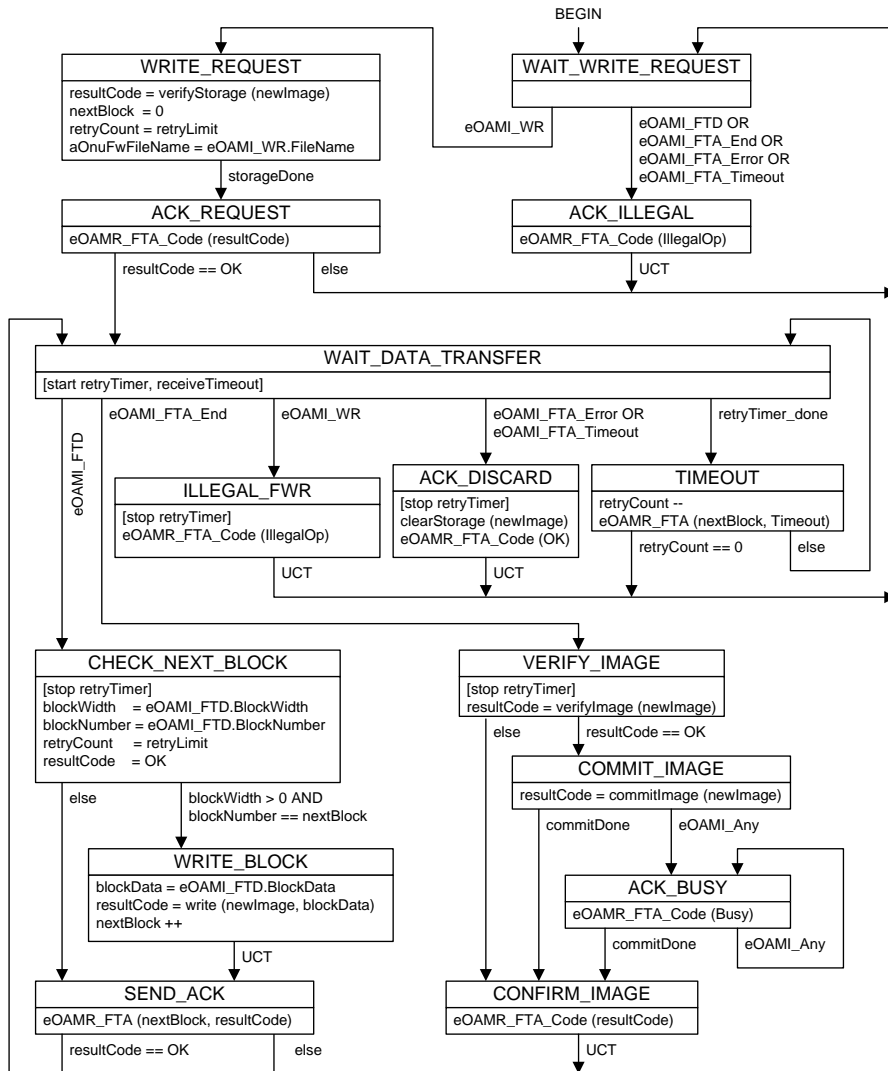 BEGIN
WRITE_REQUEST
resultCode = verifyStorage (newImage)
nextBlock = 0
retryCount = retryLimit
aOnuFwFileName = eOAMI_WR.FileName
WAIT_WRITE_REQUEST
eOAMI_WR
eOAMI_FTD OR
eOAMI_FTA_End OR
eOAMI_FTA_Error OR
eOAMI_FTA_Timeout
storageDone
ACK_REQUEST
eOAMR_FTA_Code (resultCode)
ACK_ILLEGAL
eOAMR_FTA_Code (IllegalOp)
resultCode == OK
else
UCT
WAIT_DATA_TRANSFER
[start retryTimer, receiveTimeout]
eOAMI_FTD
eOAMI_FTA_End
eOAMI_WR
eOAMI_FTA_Error OR
eOAMI_FTA_Timeout
retryTimer_done
ILLEGAL_FWR
[stop retryTimer]
eOAMR_FTA_Code (IllegalOp)
ACK_DISCARD
[stop retryTimer]
clearStorage (newImage)
eOAMR_FTA_Code (OK)
TIMEOUT
retryCount --
eOAMR_FTA (nextBlock, Timeout)
UCT
UCT
retryCount == 0
else
CHECK_NEXT_BLOCK
[stop retryTimer]
blockWidth = eOAMI_FTD.BlockWidth
blockNumber = eOAMI_FTD.BlockNumber
retryCount = retryLimit
resultCode = OK
VERIFY_IMAGE
[stop retryTimer]
resultCode = verifyImage (newImage)
else
resultCode == OK
else
blockWidth > 0 AND
blockNumber == nextBlock
COMMIT_IMAGE
resultCode = commitImage (newImage)
commitDone
eOAMI_Any
WRITE_BLOCK
blockData = eOAMI_FTD.BlockData
resultCode = write (newImage, blockData)
nextBlock ++
ACK_BUSY
eOAMR_FTA_Code (Busy)
UCT
commitDone
eOAMI_Any
SEND_ACK
eOAMR_FTA (nextBlock, resultCode)
CONFIRM_IMAGE
eOAMR_FTA_Code (resultCode)
resultCode == OK
else
UCT